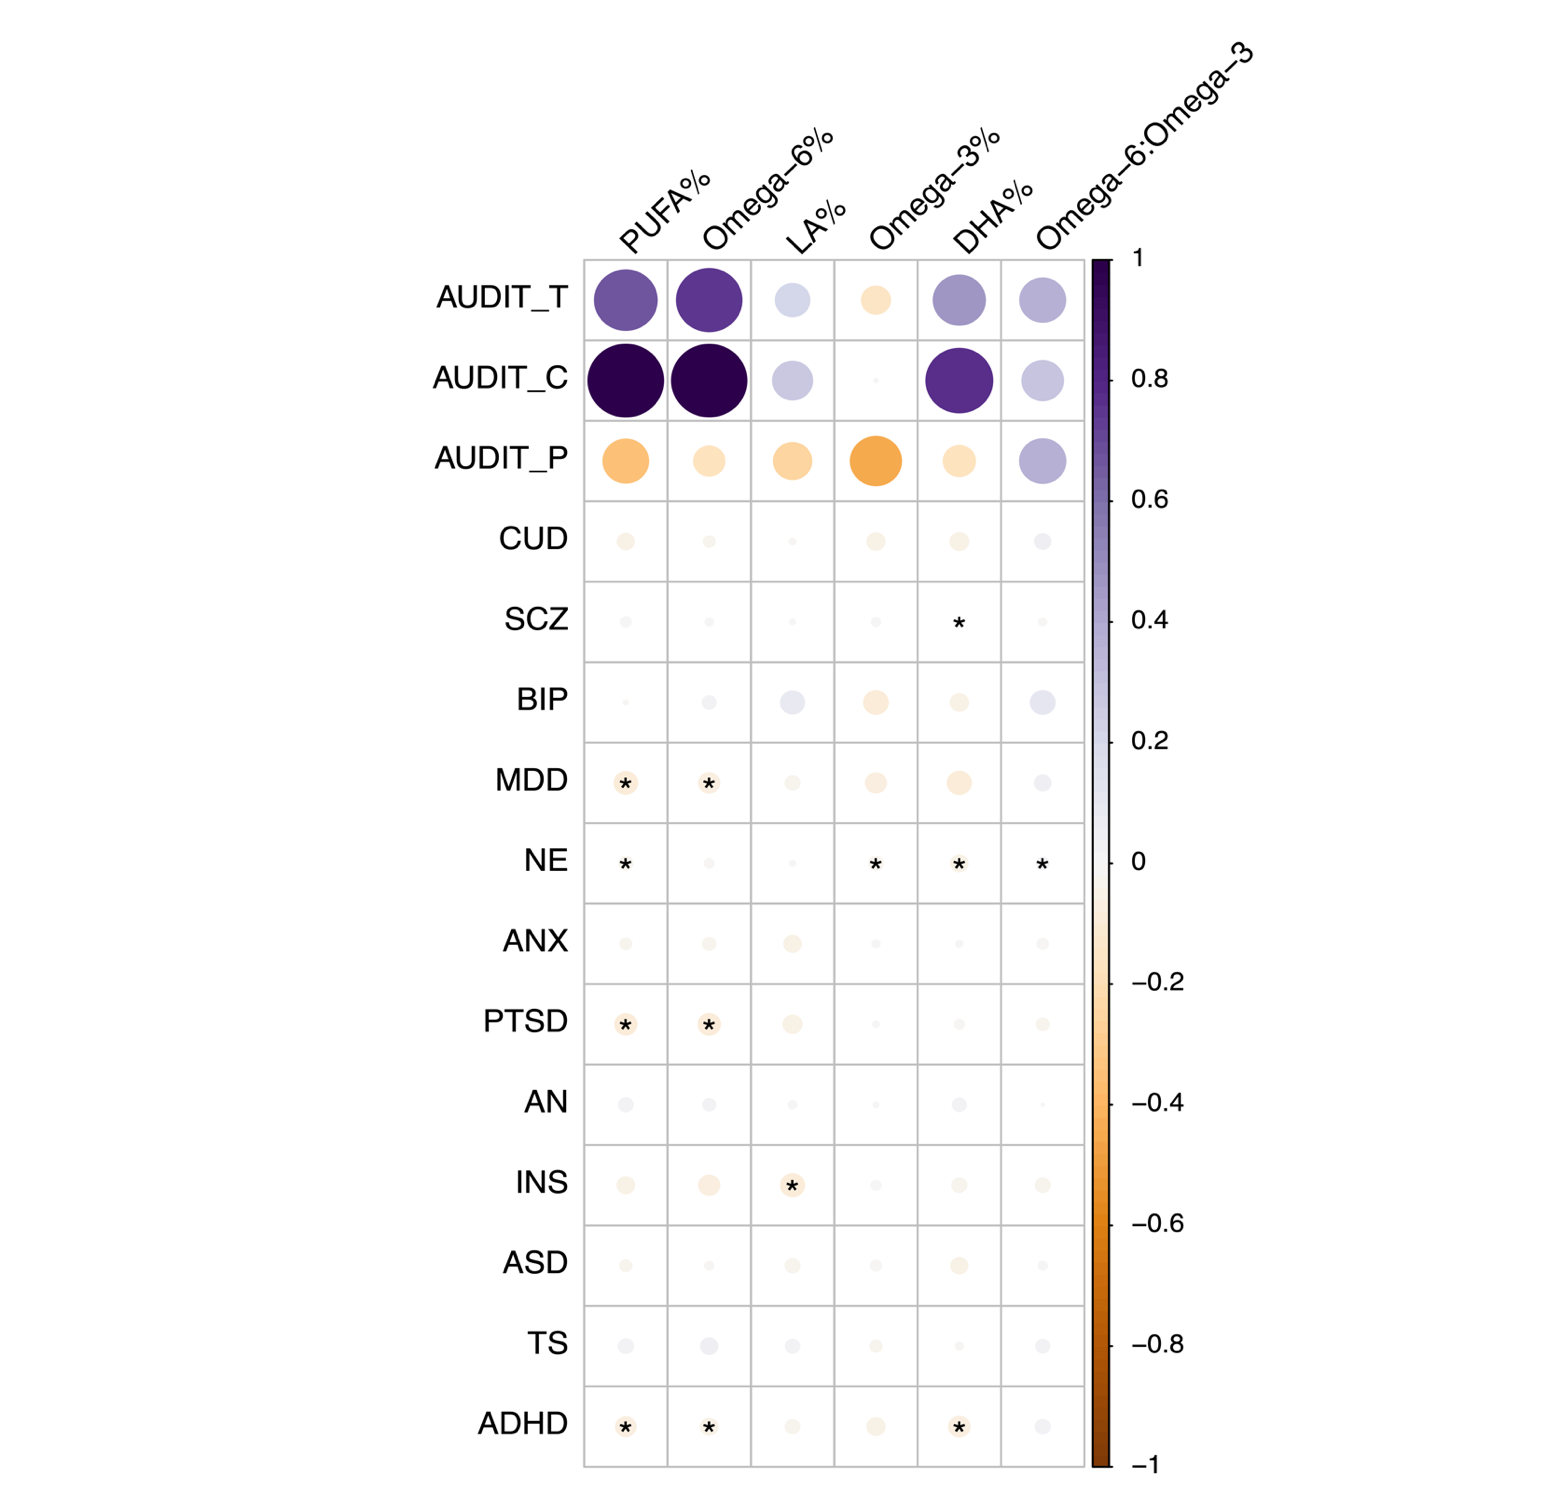 PUFA%
Omega−6%
LA%
Omega−3%
DHA%
Omega−6:Omega−3
AUDIT_T
AUDIT_C
AUDIT_P
CUD
SCZ *
BIP
MDD * *
NE * * * *
ANX
PTSD * *
AN
INS *
ASD
TS
ADHD * * *
1
0.8
0.6
0.4
0.2
0
−0.2
−0.4
−0.6
−0.8
−1